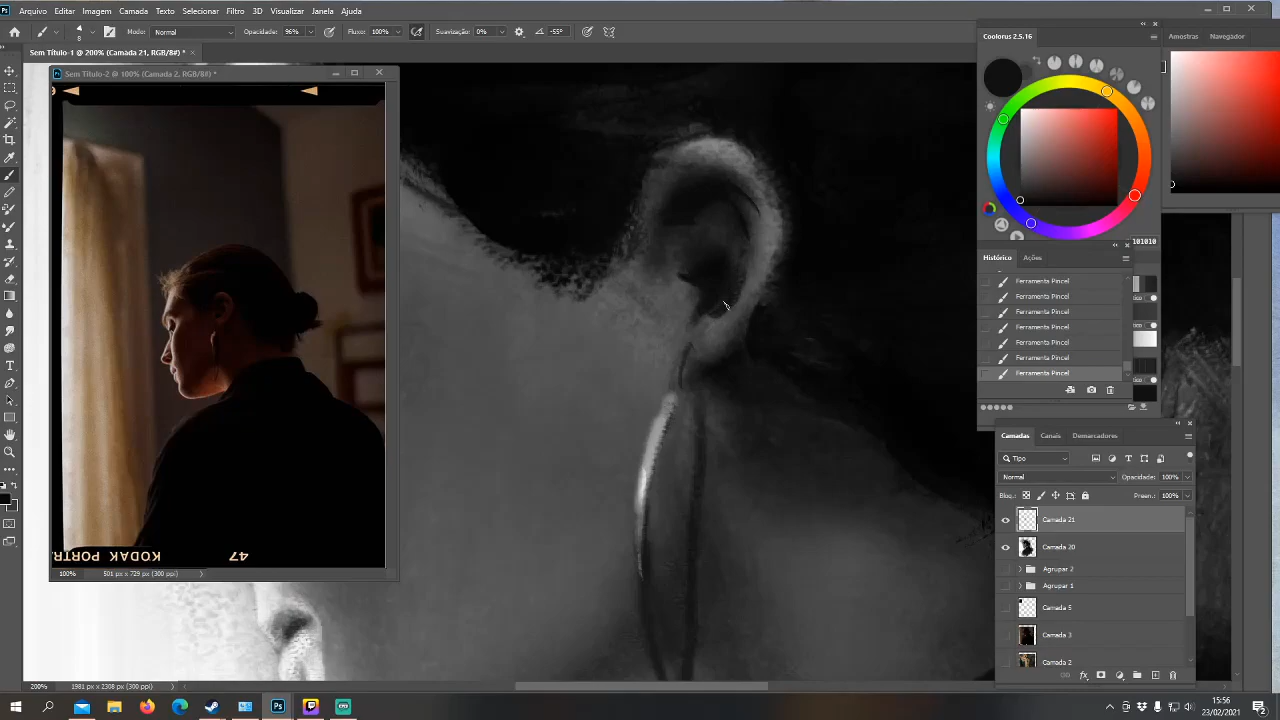 Arquivo Editar Imagem Camada Texto Selecionar Filtro 3D Visualizar Janela Ajuda
8 Modo: Normal Opacidade: 96% Fluxo: 100% Suavização: 0% -55°
Sem Título-1 @ 200% (Camada 21, RGB/8#) *
Sem Título-2 @ 100% (Camada 2, RGB/8#) *
KODAK PORTR
47
100% 501 px x 729 px (300 ppi)
200% 1981 px x 2308 px (300 ppi)
Coolorus 2.5.16
Amostras Navegador
101010
Histórico Ações
Ferramenta Pincel
Ferramenta Pincel
Ferramenta Pincel
Ferramenta Pincel
Ferramenta Pincel
Ferramenta Pincel
Ferramenta Pincel
Camadas Canais Demarcadores
Tipo
Normal Opacidade: 100%
Bloq.: Preen.: 100%
Camada 21
Camada 20
Agrupar 2
Agrupar 1
Camada 5
Camada 3
Camada 2
15:56
23/02/2021